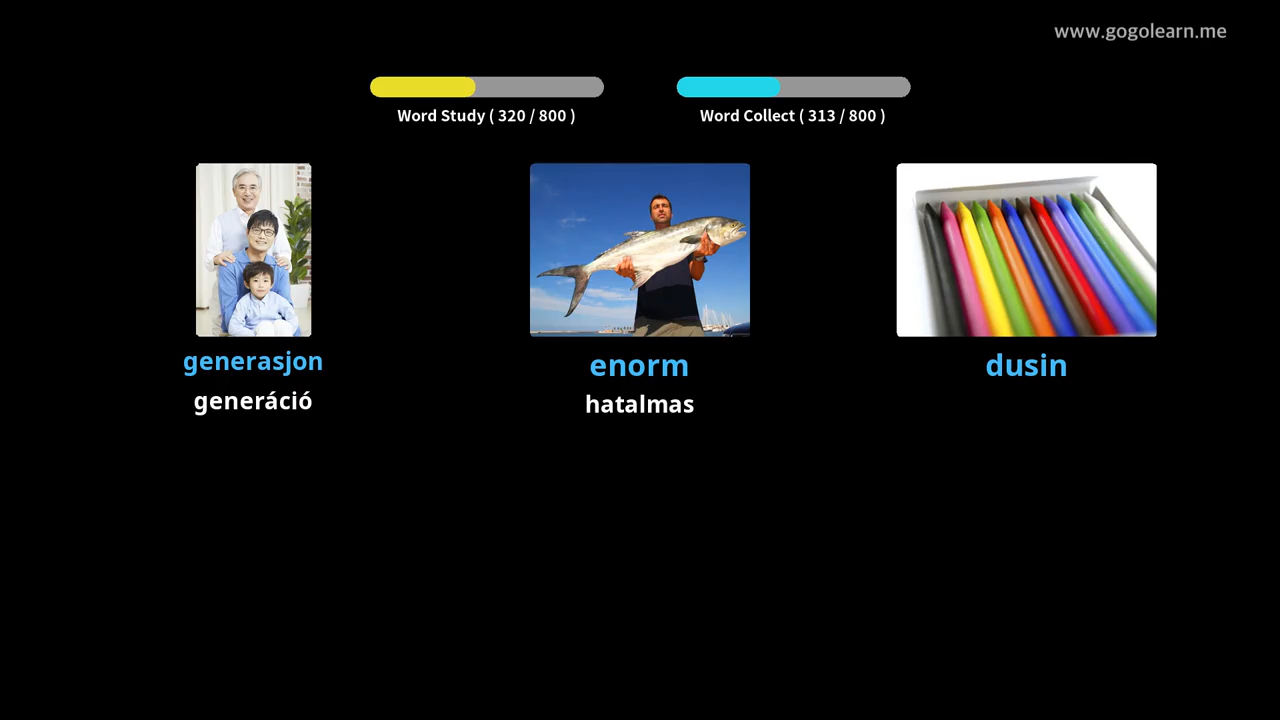 www.gogolearn.me
Word Study ( 320 / 800 )
Word Collect ( 313 / 800 )
generasjon
generáció
enorm
hatalmas
dusin